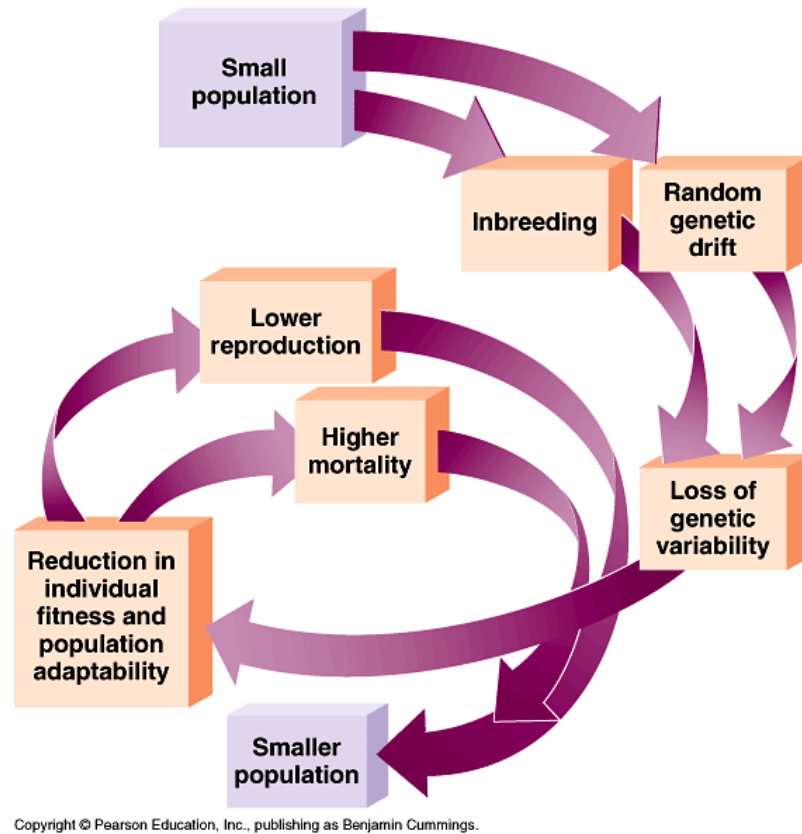 Small
population
Inbreeding
Random
genetic
drift
Lower
reproduction
Higher
mortality
Loss of
genetic
variability
Reduction in
individual
fitness and
population
adaptability
Smaller
population
Copyright © Pearson Education, Inc., publishing as Benjamin Cummings.